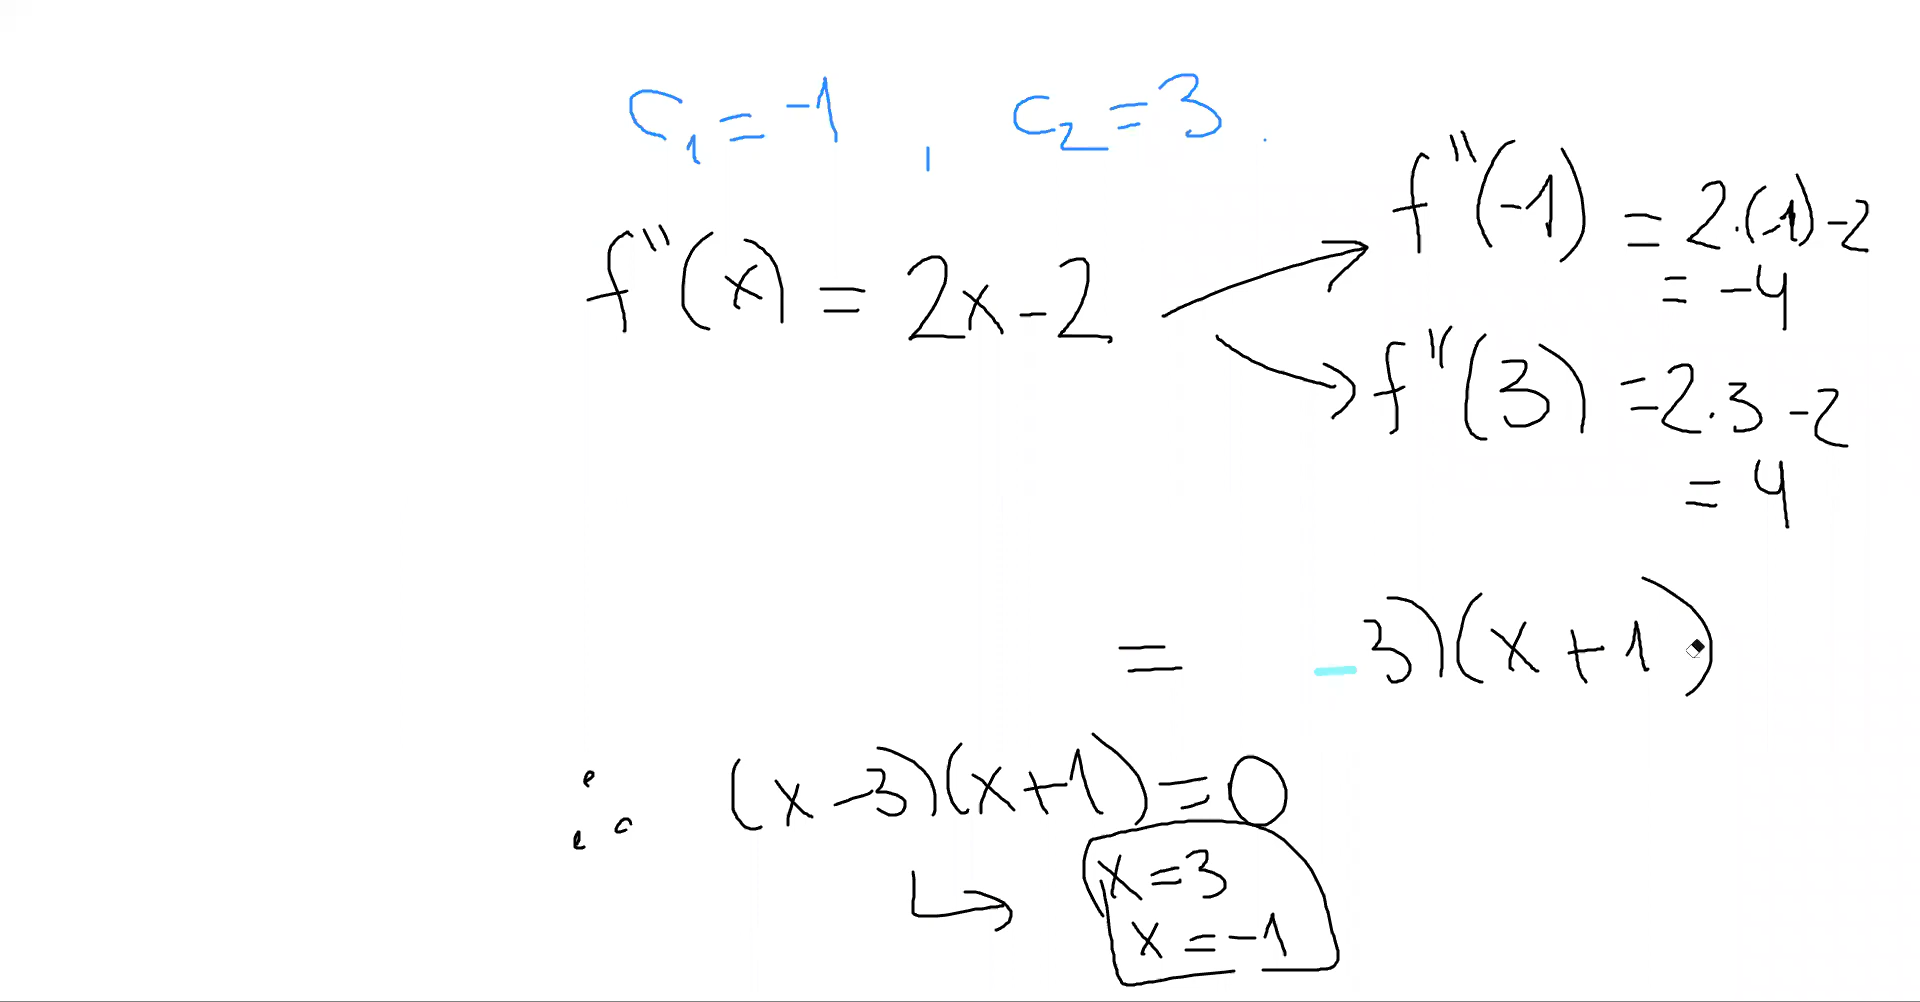 c₁ = -1 , c₂ = 3.
f''(x) = 2x - 2
f''(-1) = 2·(-1) - 2
= -4
f''(3) = 2·3 - 2
= 4
= -3)(x + 1)
∴ (x - 3)(x + 1) = 0
x = 3
x = -1